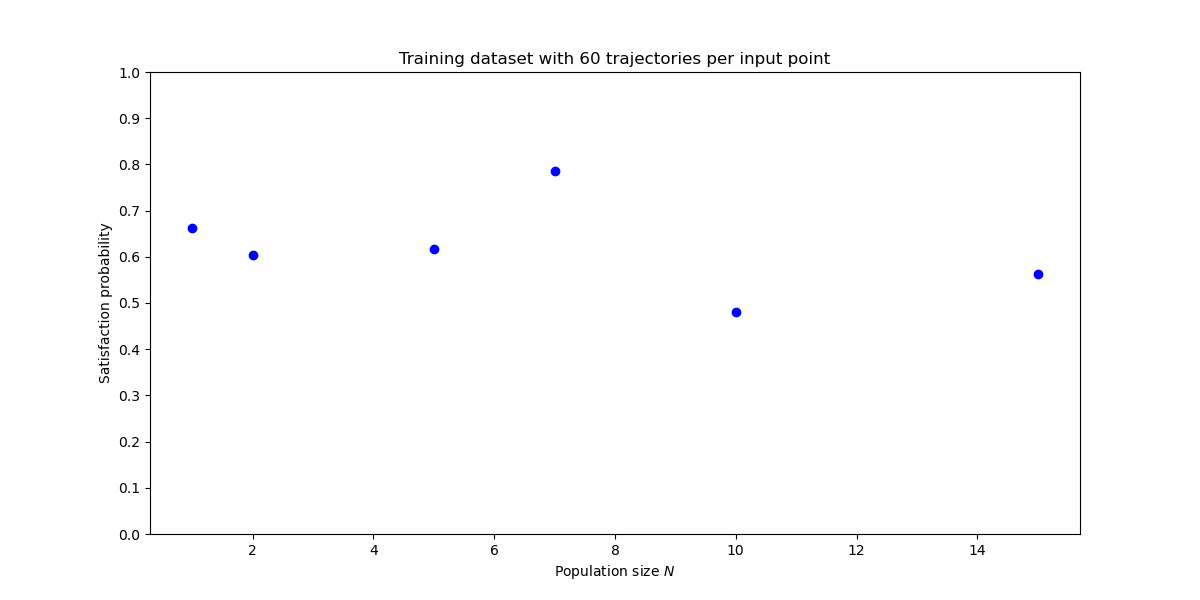 Training dataset with 60 trajectories per input point
1.0
0.9
0.8
0.7
0.6
0.5
0.4
0.3
0.2
0.1
0.0
Satisfaction probability
2 4 6 8 10 12 14
Population size N